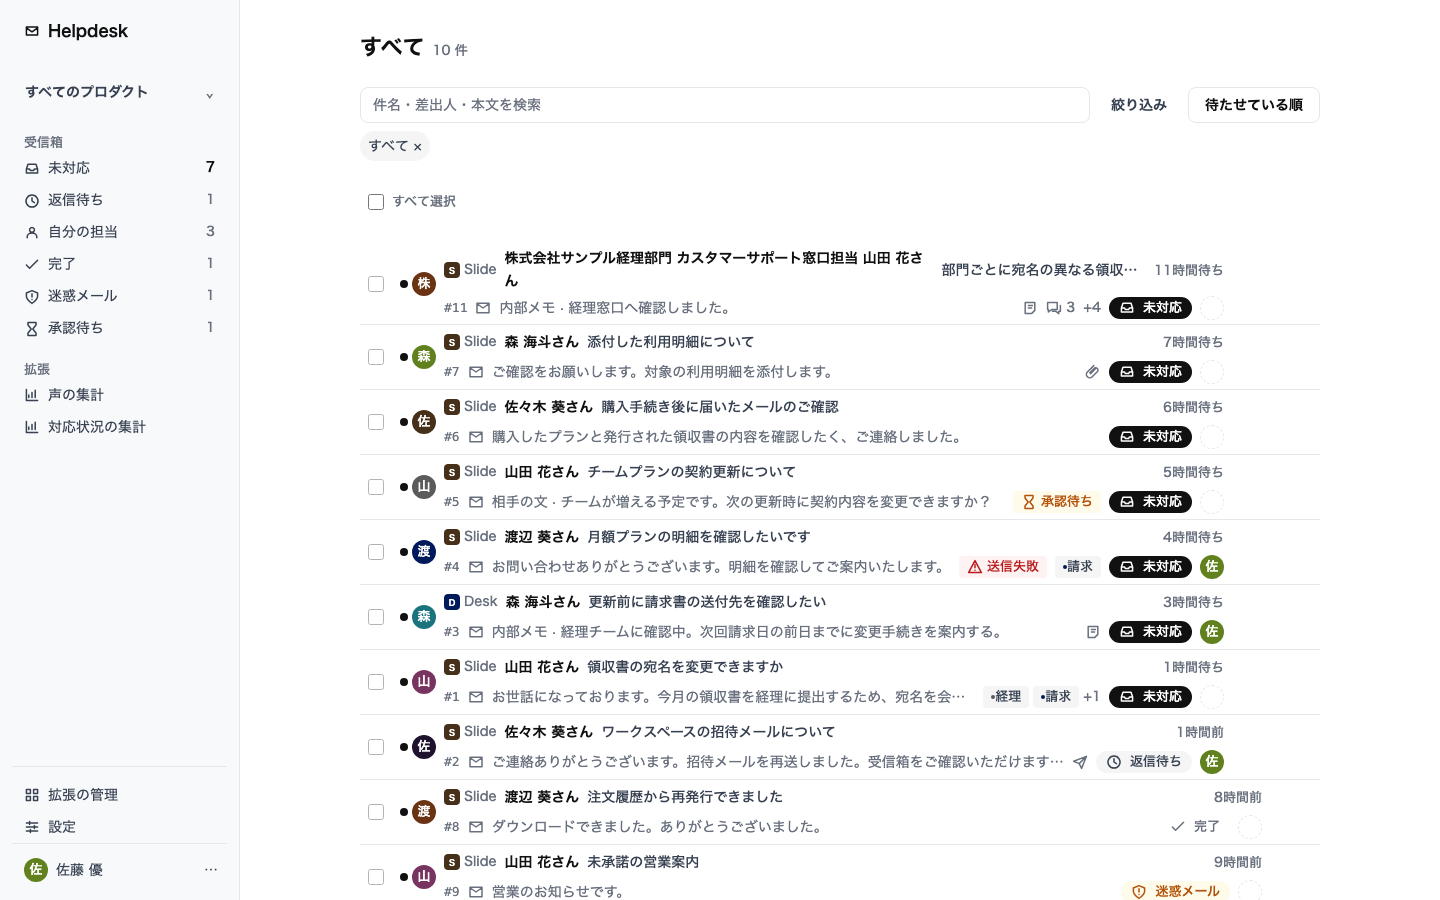 Helpdesk
すべてのプロダクト
受信箱
未対応 7
返信待ち 1
自分の担当 3
完了 1
迷惑メール 1
承認待ち 1
拡張
声の集計
対応状況の集計
拡張の管理
設定
佐 佐藤 優 …
すべて 10 件
件名・差出人・本文を検索 絞り込み 待たせている順
すべて ×
すべて選択
株 S Slide 株式会社サンプル経理部門 カスタマーサポート窓口担当 山田 花さ
ん
部門ごとに宛名の異なる領収… 11時間待ち
#11 内部メモ · 経理窓口へ確認しました。 3 +4 未対応
森 S Slide 森 海斗さん 添付した利用明細について 7時間待ち
#7 ご確認をお願いします。対象の利用明細を添付します。 未対応
佐 S Slide 佐々木 葵さん 購入手続き後に届いたメールのご確認 6時間待ち
#6 購入したプランと発行された領収書の内容を確認したく、ご連絡しました。 未対応
山 S Slide 山田 花さん チームプランの契約更新について 5時間待ち
#5 相手の文 · チームが増える予定です。次の更新時に契約内容を変更できますか？ 承認待ち 未対応
渡 S Slide 渡辺 葵さん 月額プランの明細を確認したいです 4時間待ち
#4 お問い合わせありがとうございます。明細を確認してご案内いたします。 送信失敗 •請求 未対応 佐
森 D Desk 森 海斗さん 更新前に請求書の送付先を確認したい 3時間待ち
#3 内部メモ · 経理チームに確認中。次回請求日の前日までに変更手続きを案内する。 未対応 佐
山 S Slide 山田 花さん 領収書の宛名を変更できますか 1時間待ち
#1 お世話になっております。今月の領収書を経理に提出するため、宛名を会… •経理 •請求 +1 未対応
佐 S Slide 佐々木 葵さん ワークスペースの招待メールについて 1時間前
#2 ご連絡ありがとうございます。招待メールを再送しました。受信箱をご確認いただけます… 返信待ち 佐
渡 S Slide 渡辺 葵さん 注文履歴から再発行できました 8時間前
#8 ダウンロードできました。ありがとうございました。 完了
山 S Slide 山田 花さん 未承諾の営業案内 9時間前
#9 営業のお知らせです。 迷惑メール